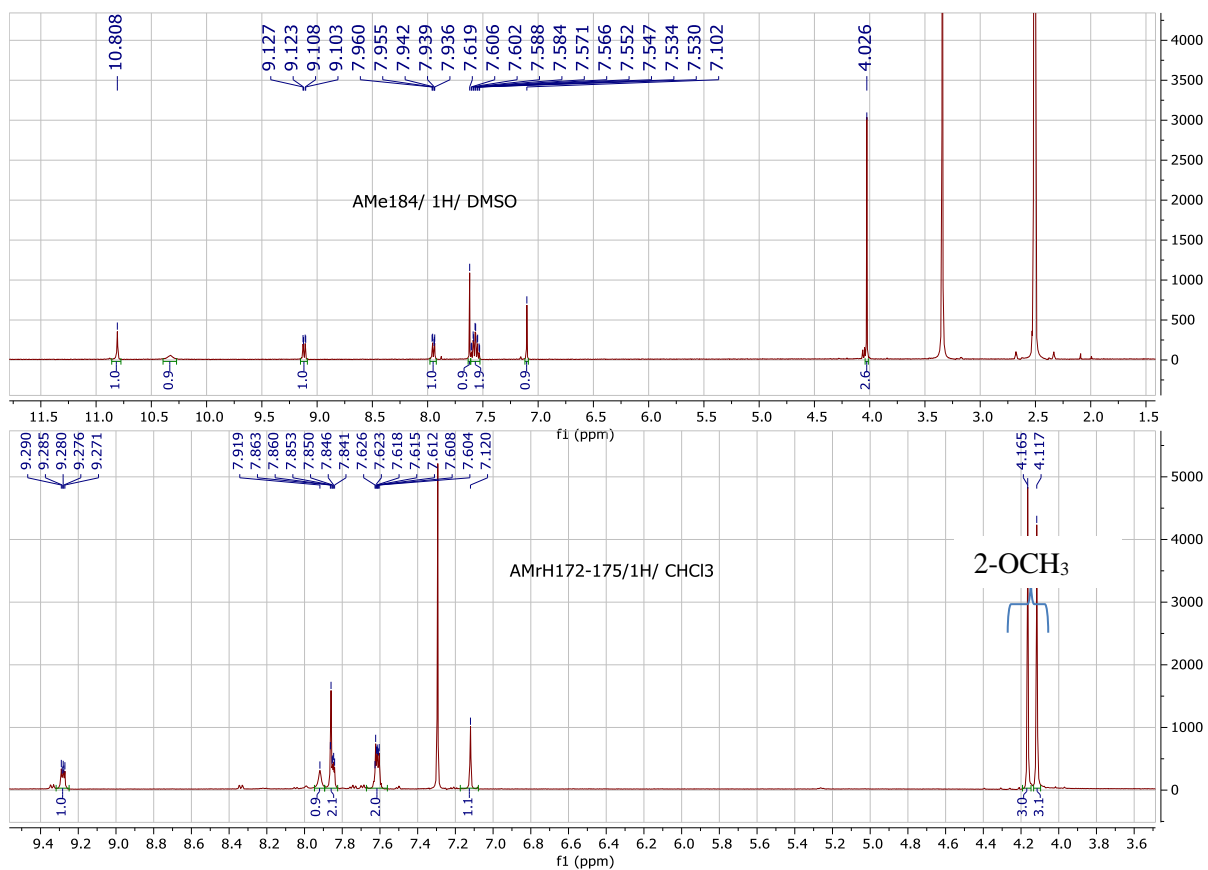 10.808 9.127 9.123 9.108 9.103 7.960 7.955 7.942 7.939 7.936 7.619 7.606 7.602 7.588 7.584 7.571 7.566 7.552 7.547 7.534 7.530 7.102 4.026
4000
3500
3000
2500
2000
1500
1000
500
0
AMe184/ 1H/ DMSO
1.0 0.9 1.0 1.0 0.9 1.9 0.9 2.6
11.5 11.0 10.5 10.0 9.5 9.0 8.5 8.0 7.5 7.0 6.5 6.0 5.5 5.0 4.5 4.0 3.5 3.0 2.5 2.0 1.5
f1 (ppm)
9.290 9.285 9.280 9.276 9.271 7.919 7.863 7.860 7.853 7.850 7.846 7.841 7.626 7.623 7.618 7.615 7.612 7.608 7.604 7.120 4.165 4.117
5000
4000
3000
2000
1000
0
AMrH172-175/1H/ CHCl3
2-OCH₃
1.0 0.9 2.1 2.0 1.1 3.0 3.1
9.4 9.2 9.0 8.8 8.6 8.4 8.2 8.0 7.8 7.6 7.4 7.2 7.0 6.8 6.6 6.4 6.2 6.0 5.8 5.6 5.4 5.2 5.0 4.8 4.6 4.4 4.2 4.0 3.8 3.6
f1 (ppm)